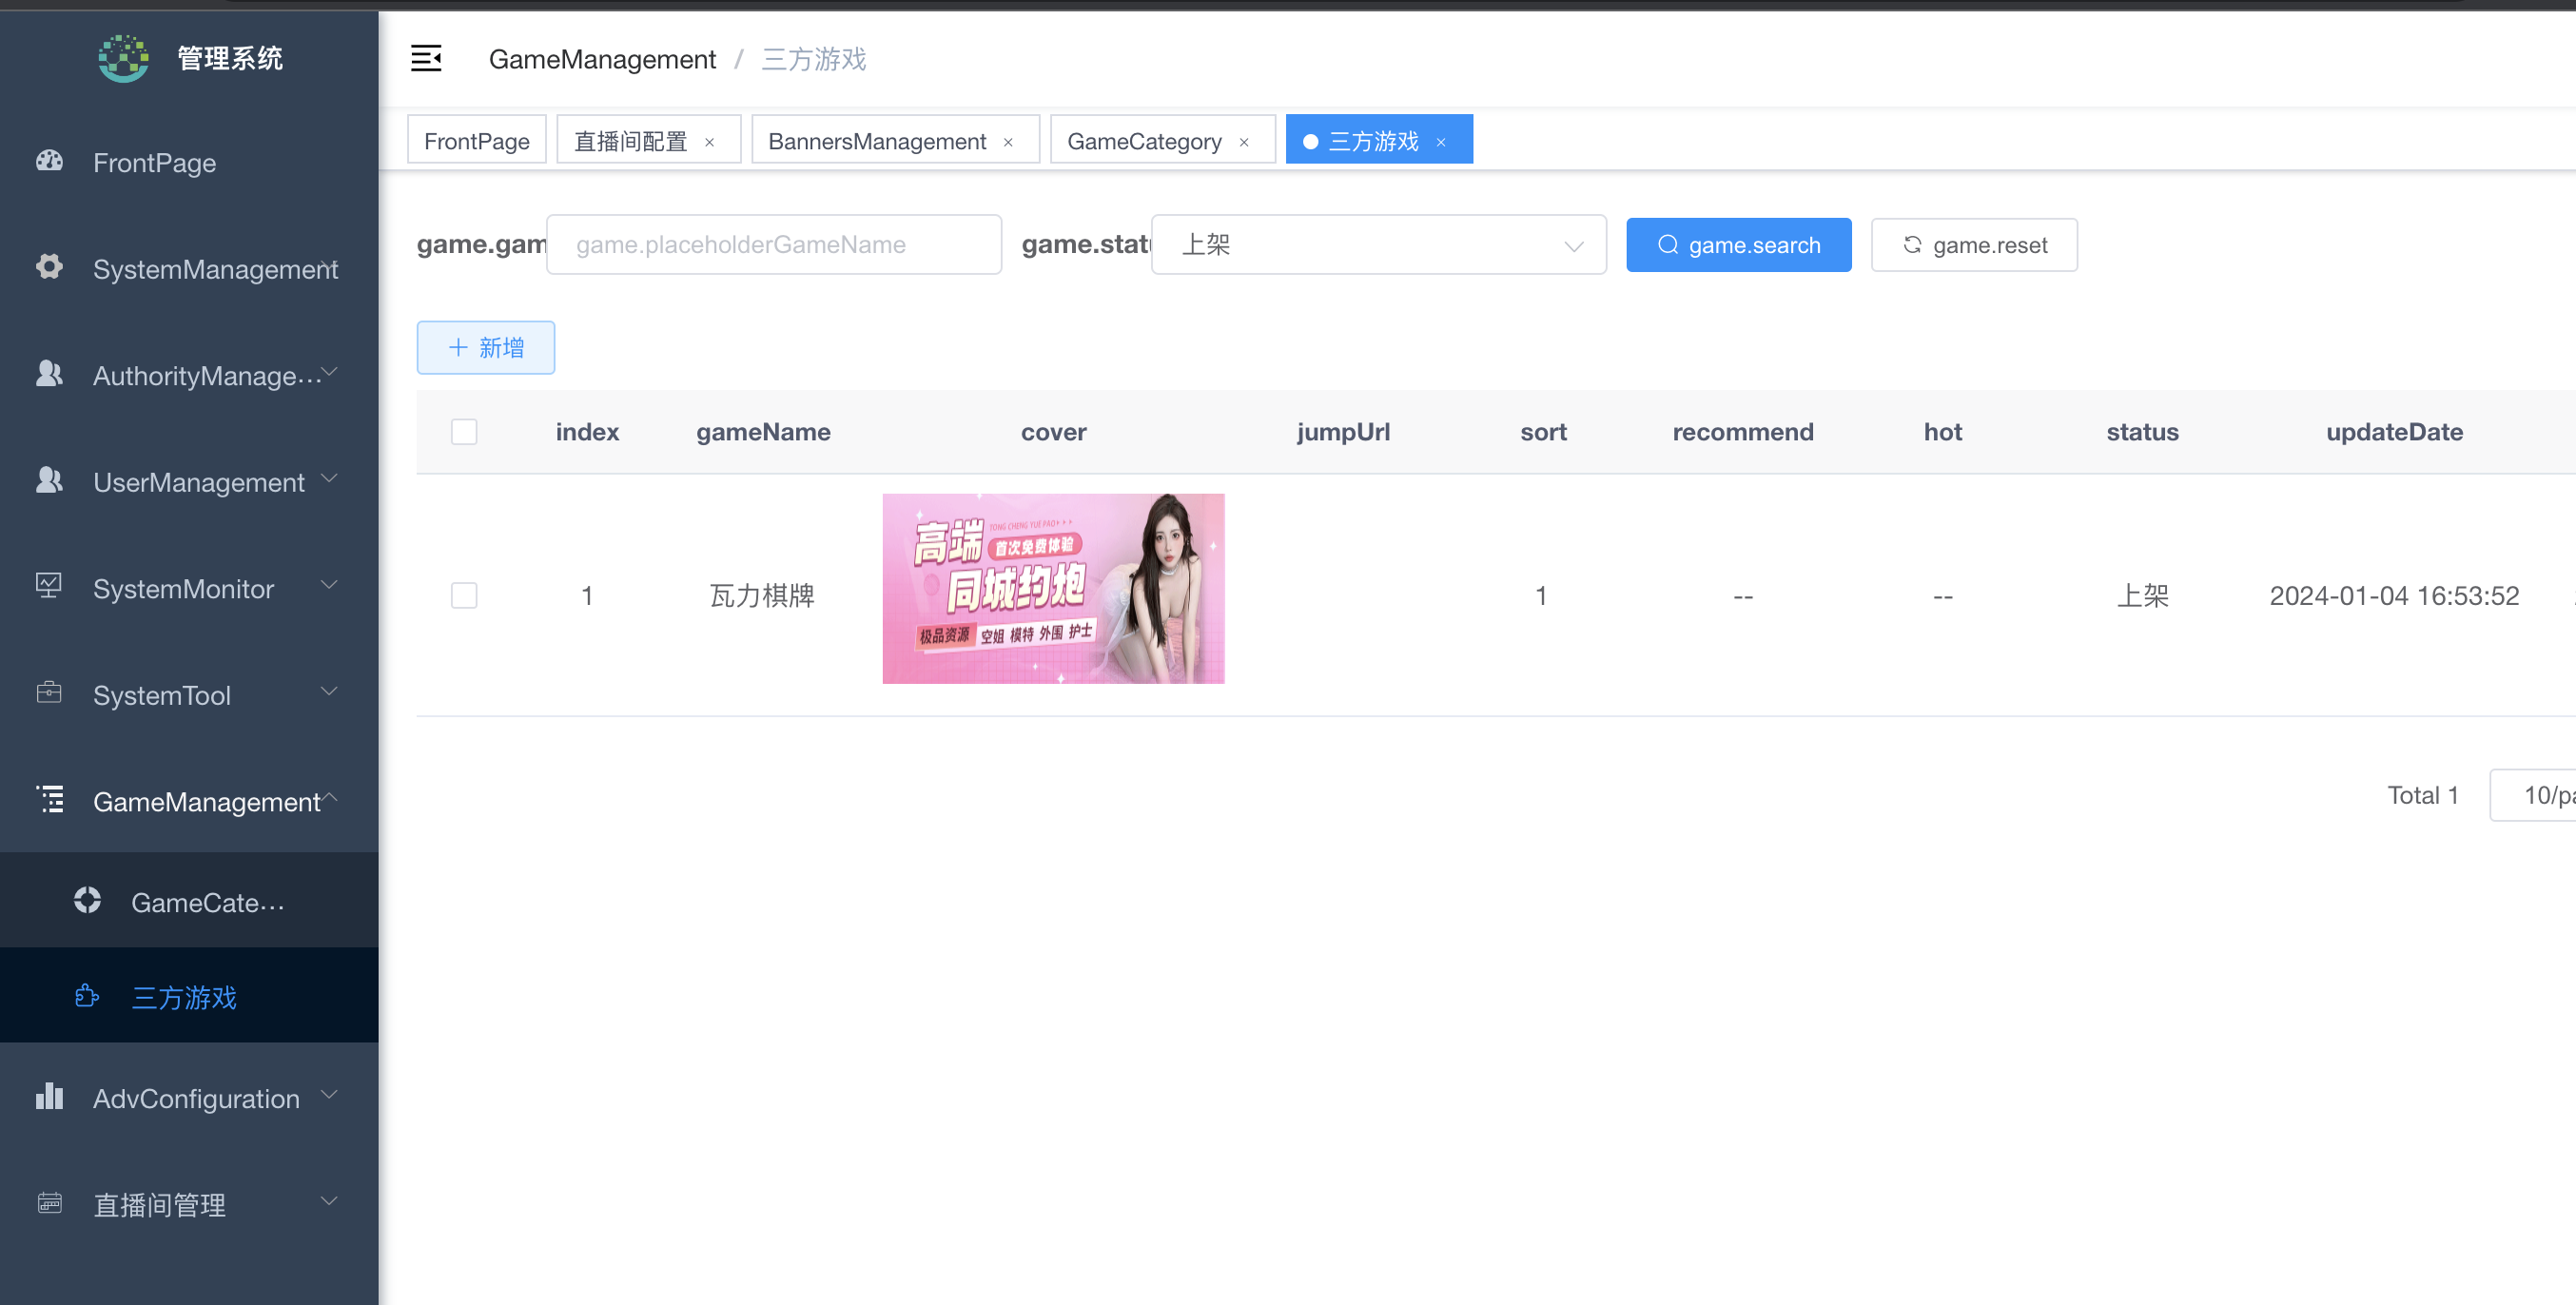 管理系统
GameManagement / 三方游戏
FrontPage
直播间配置 ×
BannersManagement ×
GameCategory ×
三方游戏 ×
FrontPage
SystemManagement
AuthorityManage...
UserManagement
SystemMonitor
SystemTool
GameManagement
GameCate...
三方游戏
AdvConfiguration
直播间管理
game.gam
game.placeholderGameName
game.stat
上架
game.search
game.reset
+ 新增
index gameName cover jumpUrl sort recommend hot status updateDate
1 瓦力棋牌 1 -- -- 上架 2024-01-04 16:53:52
高端
TONG CHENG YUE PAO
首次免费体验
同城约炮
极品资源 空姐 模特 外围 护士
Total 1
10/pa